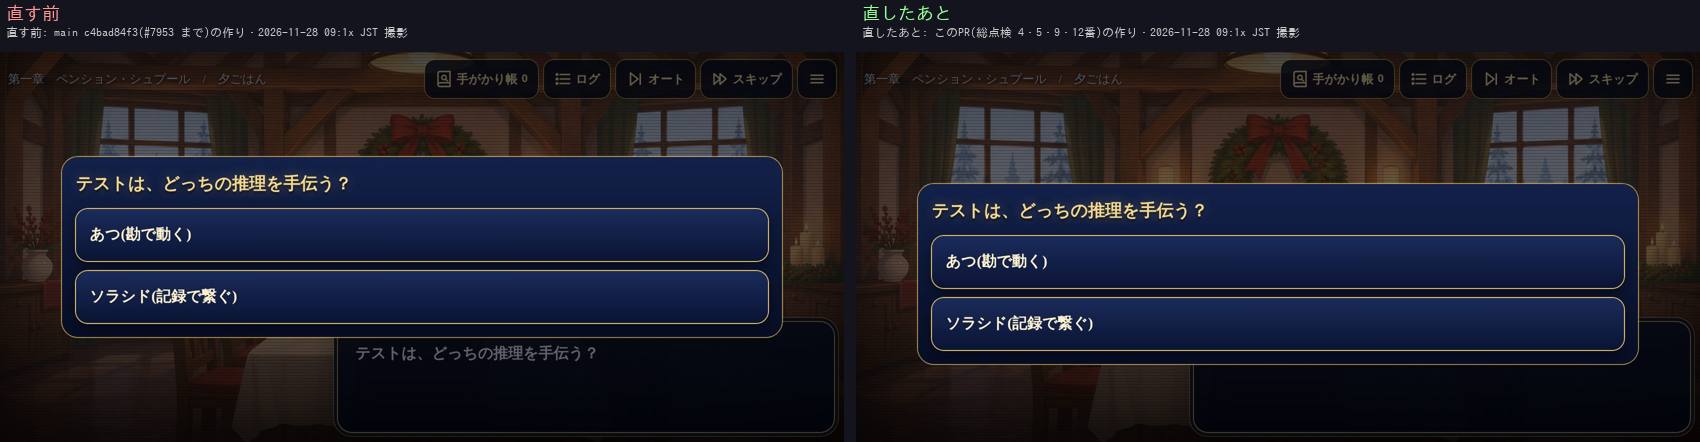 直す前
直す前: main c4bad84f3(#7953 まで)の作り・2026-11-28 09:1x JST 撮影
第一章 ペンション・シュプール / 夕ごはん
手がかり帳 0
ログ
オート
スキップ
テストは、どっちの推理を手伝う？
あつ(勘で動く)
ソラシド(記録で繋ぐ)
テストは、どっちの推理を手伝う？
直したあと
直したあと: このPR(総点検 4・5・9・12番)の作り・2026-11-28 09:1x JST 撮影
第一章 ペンション・シュプール / 夕ごはん
手がかり帳 0
ログ
オート
スキップ
テストは、どっちの推理を手伝う？
あつ(勘で動く)
ソラシド(記録で繋ぐ)